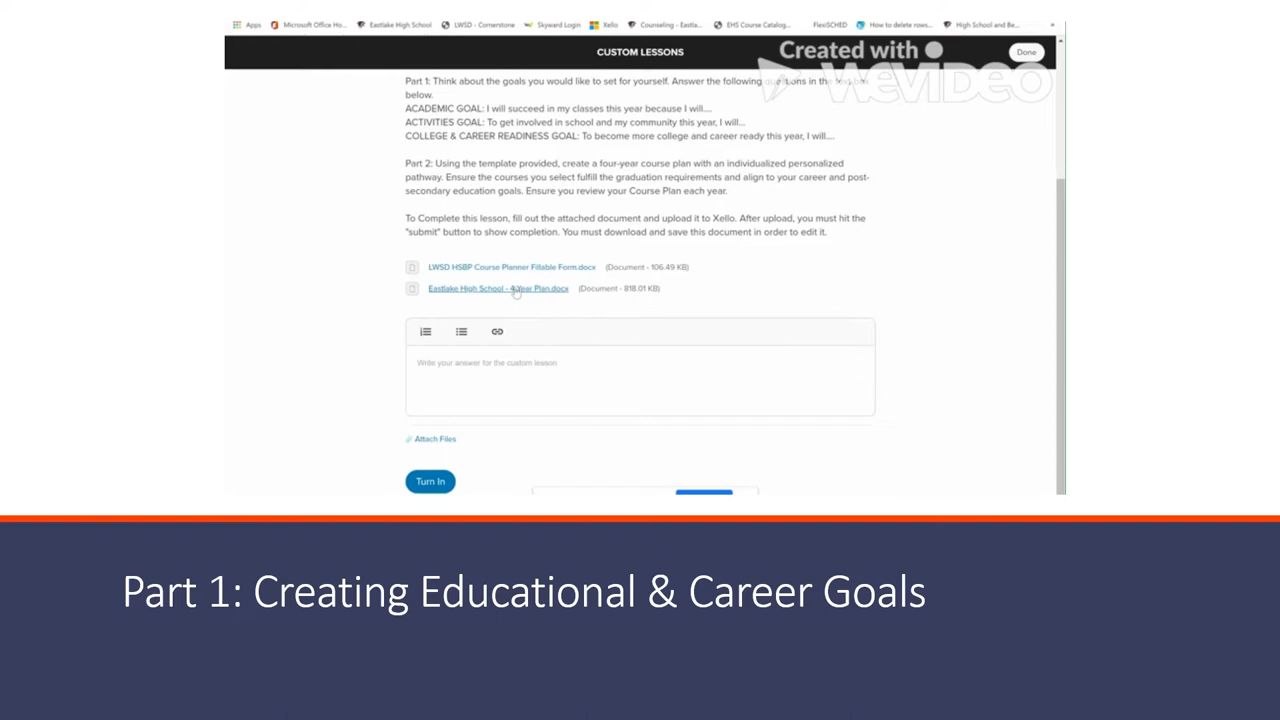 Apps Microsoft Office Ho... Eastlake High School LWSD - Cornerstone Skyward Login Xello Counseling - Eastla... EHS Course Catalog... FlexiSCHED How to delete rows... High School and Be... »
CUSTOM LESSONS
Created with
WeVideo
Done
Part 1: Think about the goals you would like to set for yourself. Answer the following questions in the text box
below.
ACADEMIC GOAL: I will succeed in my classes this year because I will....
ACTIVITIES GOAL: To get involved in school and my community this year, I will...
COLLEGE & CAREER READINESS GOAL: To become more college and career ready this year, I will....
Part 2: Using the template provided, create a four-year course plan with an individualized personalized
pathway. Ensure the courses you select fulfill the graduation requirements and align to your career and post-
secondary education goals. Ensure you review your Course Plan each year.
To Complete this lesson, fill out the attached document and upload it to Xello. After upload, you must hit the
"submit" button to show completion. You must download and save this document in order to edit it.
LWSD HSBP Course Planner Fillable Form.docx (Document - 106.49 KB)
Eastlake High School - 4 Year Plan.docx (Document - 818.01 KB)
Write your answer for the custom lesson
Attach Files
Turn In
Part 1: Creating Educational & Career Goals